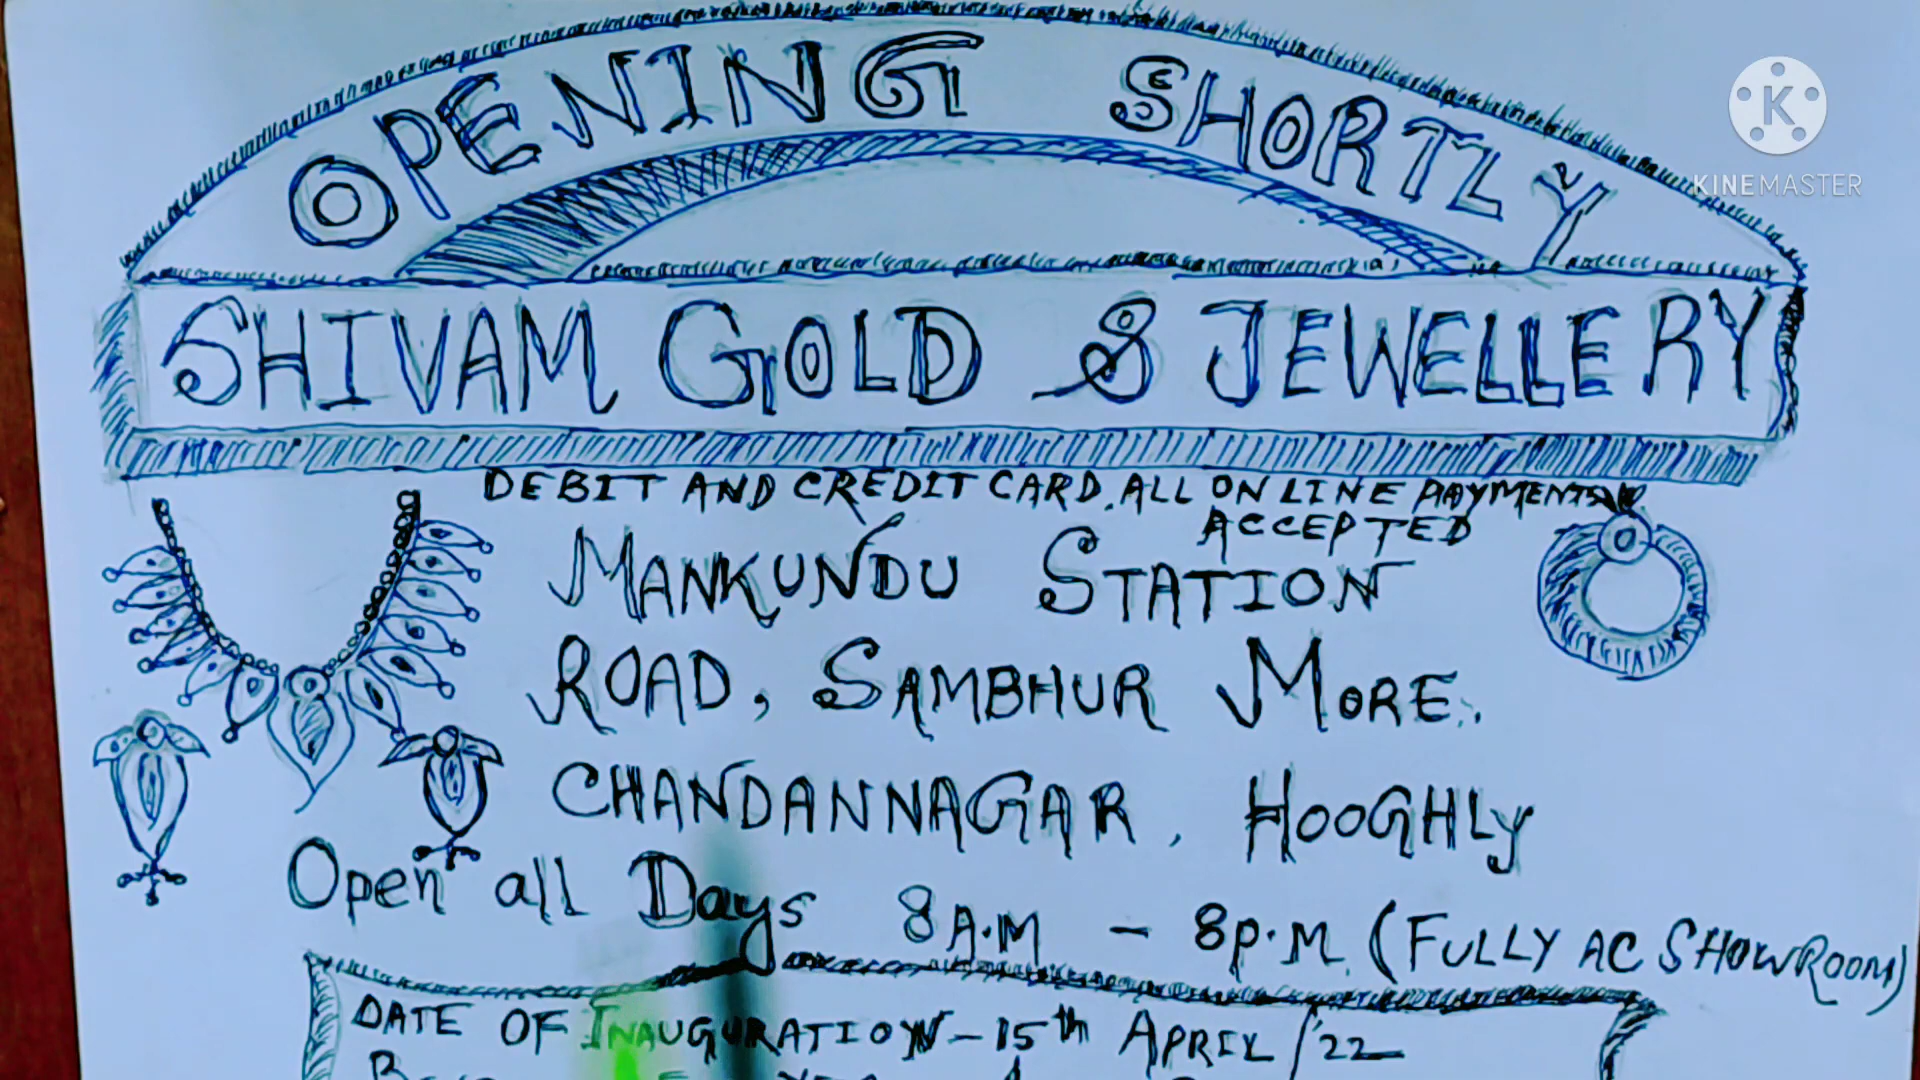 OPENING SHORTLY
K
KINEMASTER
SHIVAM GOLD & JEWELLERY
DEBIT AND CREDIT CARD. ALL ONLINE PAYMENTS
ACCEPTED
MANKUNDU STATION
ROAD, SAMBHUR MORE.
CHANDANNAGAR, HOOGHLY
Open all Days 8A.M - 8P.M. (FULLY AC SHOWROOM)
DATE OF INAUGURATION - 15th APRIL/'22